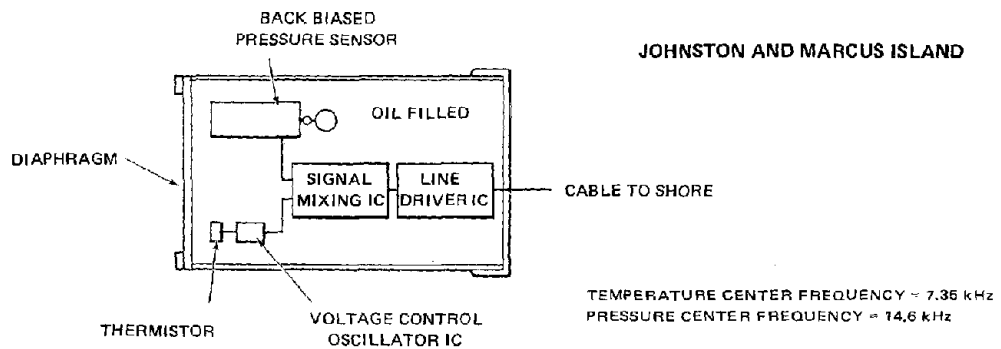 BACK BIASED
PRESSURE SENSOR
JOHNSTON AND MARCUS ISLAND
OIL FILLED
DIAPHRAGM
SIGNAL
MIXING IC
LINE
DRIVER IC
CABLE TO SHORE
THERMISTOR
VOLTAGE CONTROL
OSCILLATOR IC
TEMPERATURE CENTER FREQUENCY = 7.35 kHz
PRESSURE CENTER FREQUENCY = 14.6 kHz